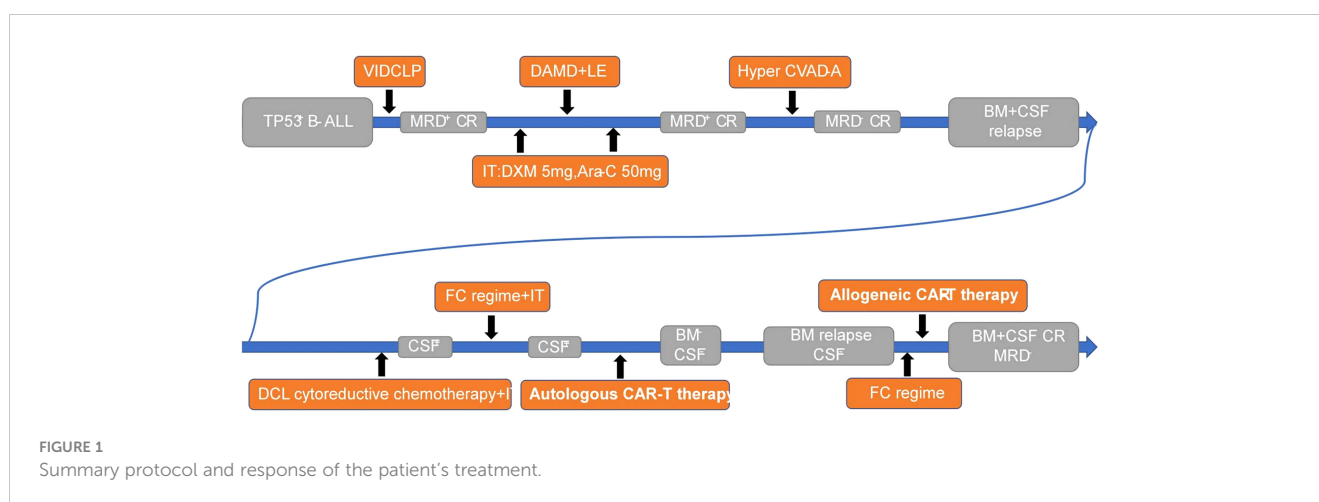 VIDCLP
DAMD+LE
Hyper CVAD-A
TP53⁺ B-ALL
MRD⁺ CR
MRD⁺ CR
MRD⁻ CR
BM+CSF
relapse
IT:DXM 5mg,Ara-C 50mg
FC regime+IT
Allogeneic CAR-T therapy
CSF
CSF
BM⁻
CSF⁻
BM relapse
CSF⁻
BM+CSF CR
MRD⁻
DCL cytoreductive chemotherapy+IT
Autologous CAR-T therapy
FC regime
FIGURE 1
Summary protocol and response of the patient's treatment.